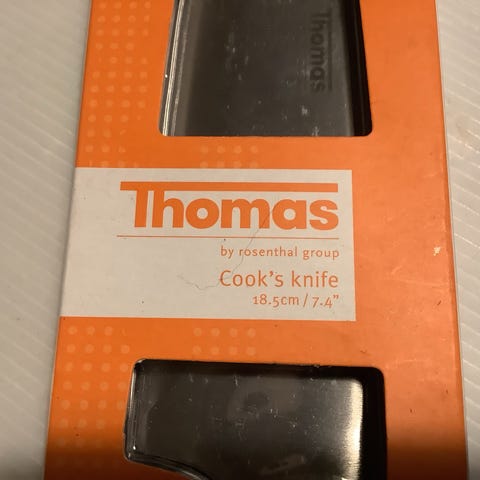 Thomas
Thomas
by rosenthal group
Cook's knife
18.5cm/7.4"